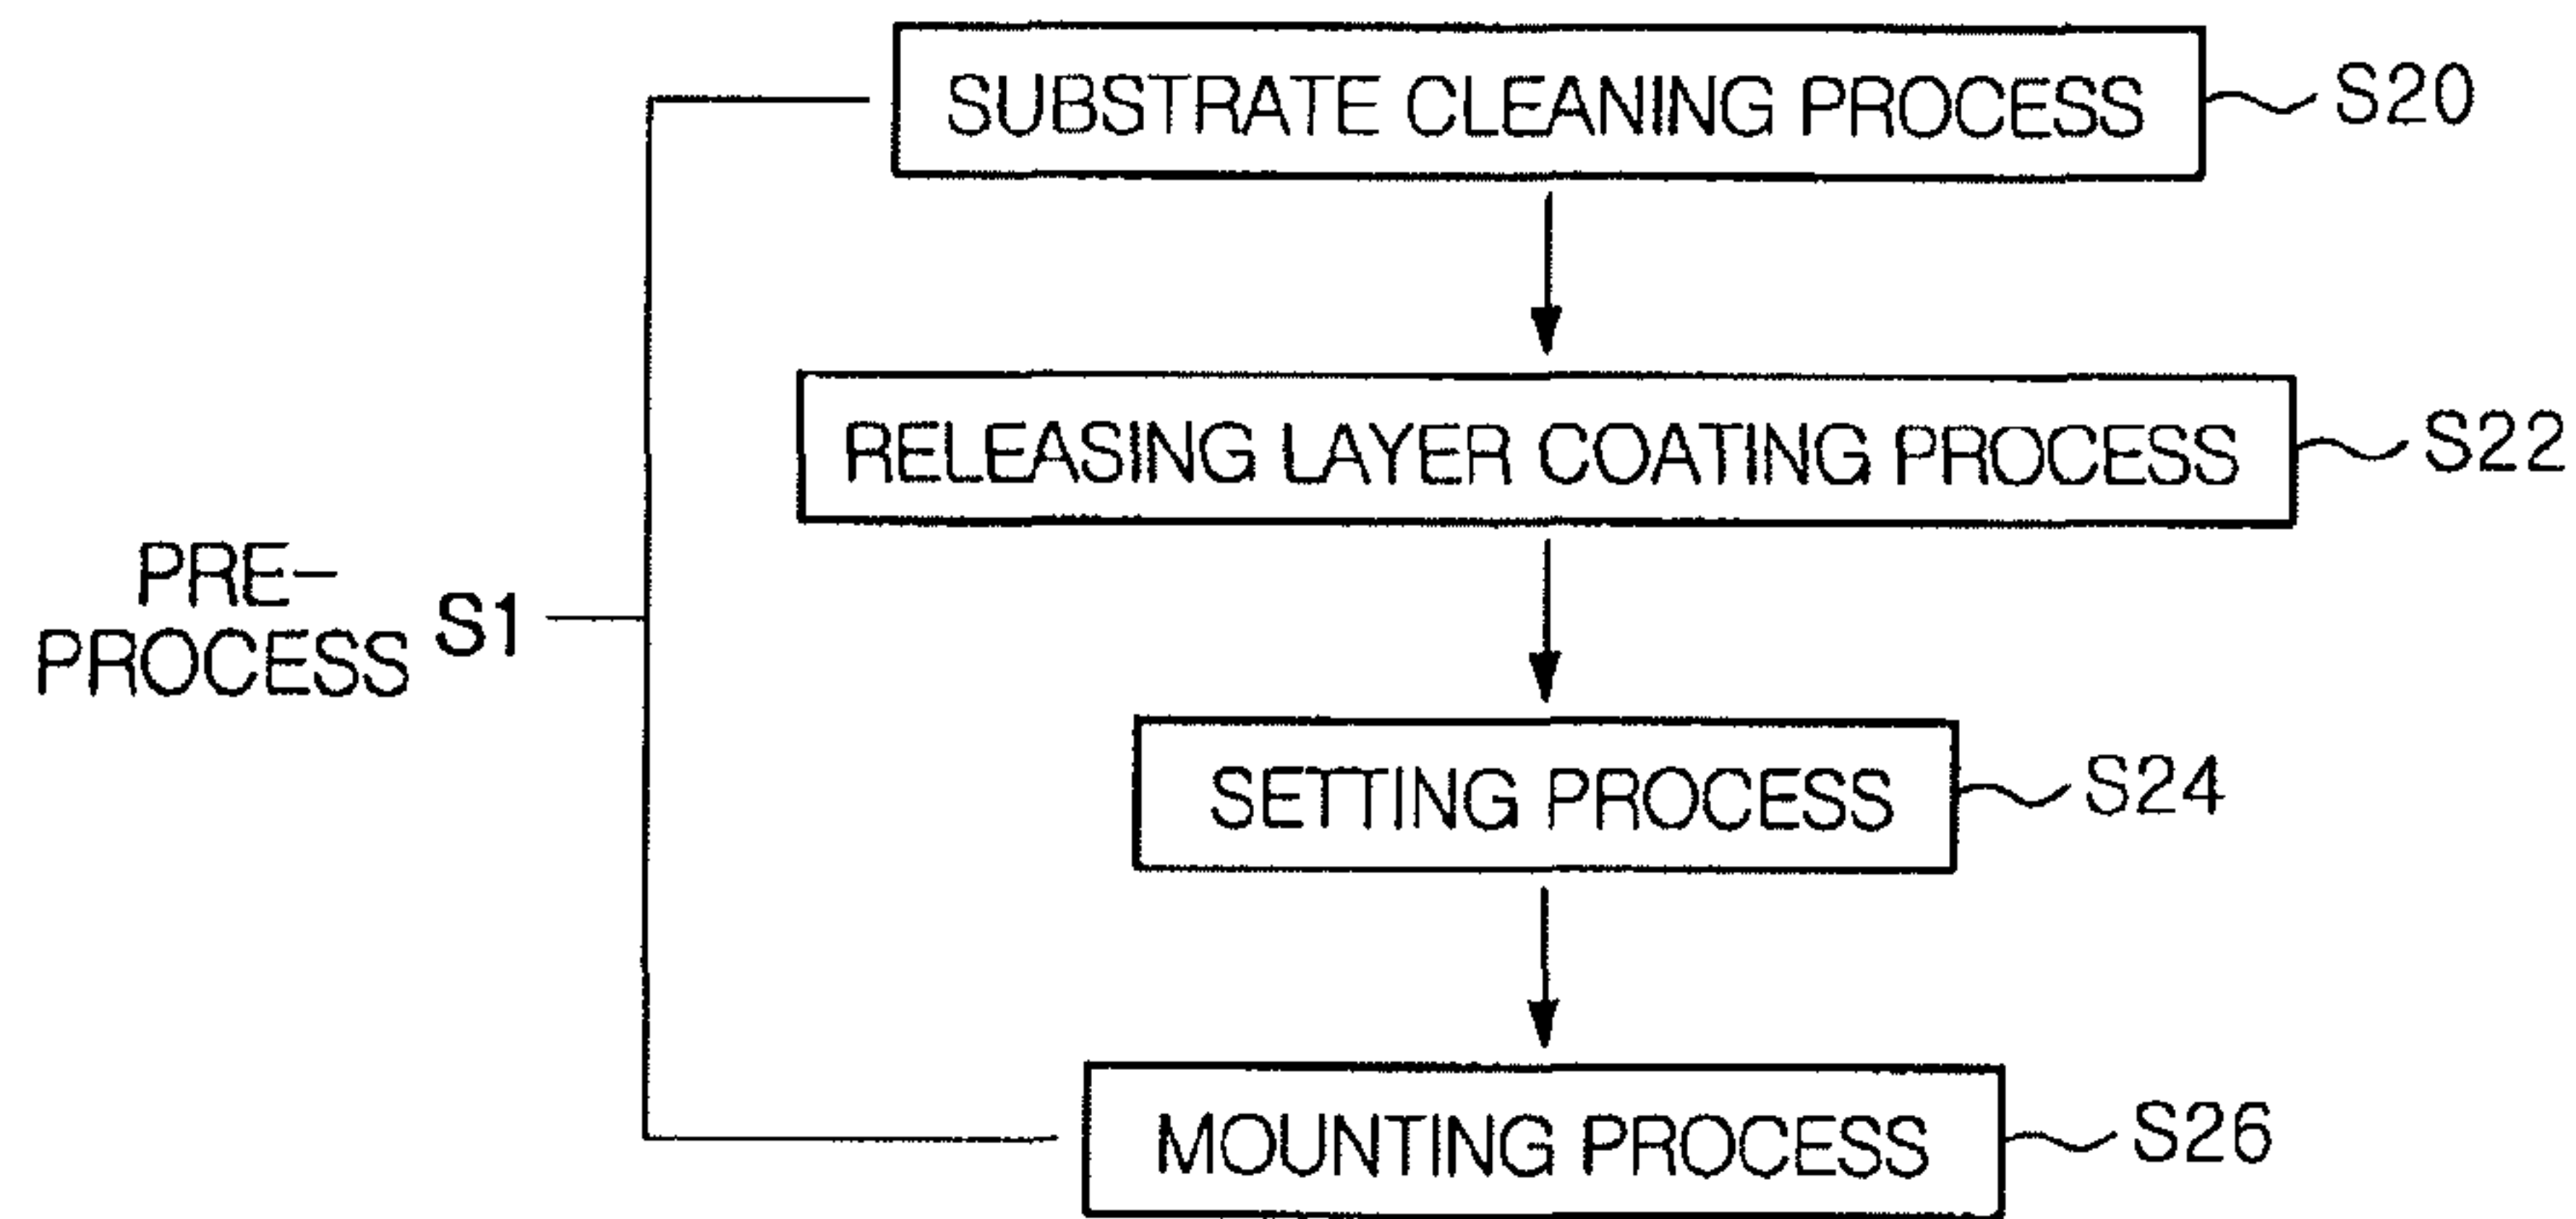 SUBSTRATE CLEANING PROCESS S20
RELEASING LAYER COATING PROCESS S22
PRE-
PROCESS S1
SETTING PROCESS S24
MOUNTING PROCESS S26